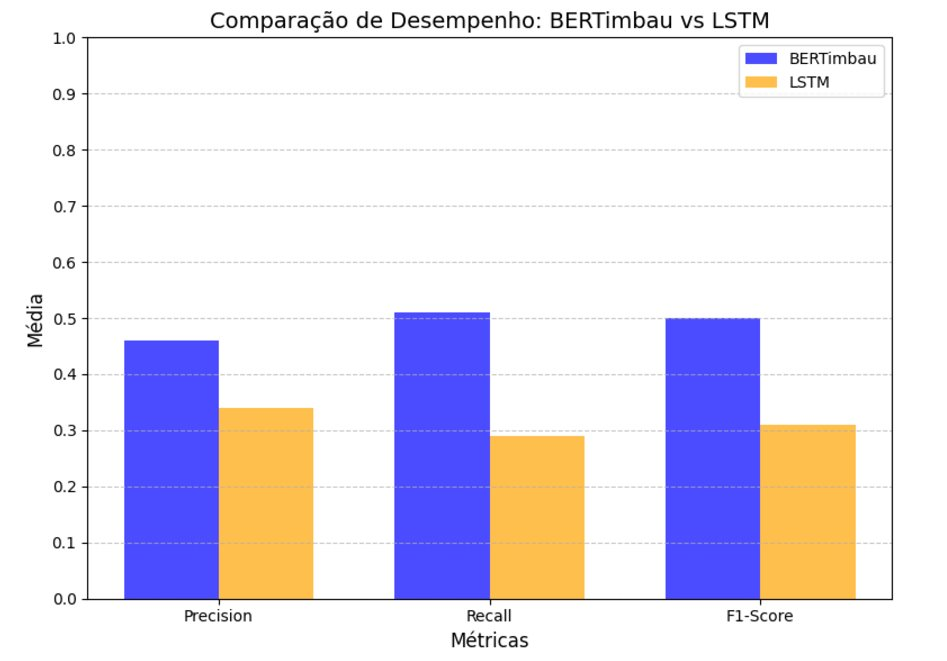 Comparação de Desempenho: BERTimbau vs LSTM
BERTimbau
LSTM
1.0
0.9
0.8
0.7
0.6
0.5
0.4
0.3
0.2
0.1
0.0
Média
Precision
Recall
F1-Score
Métricas